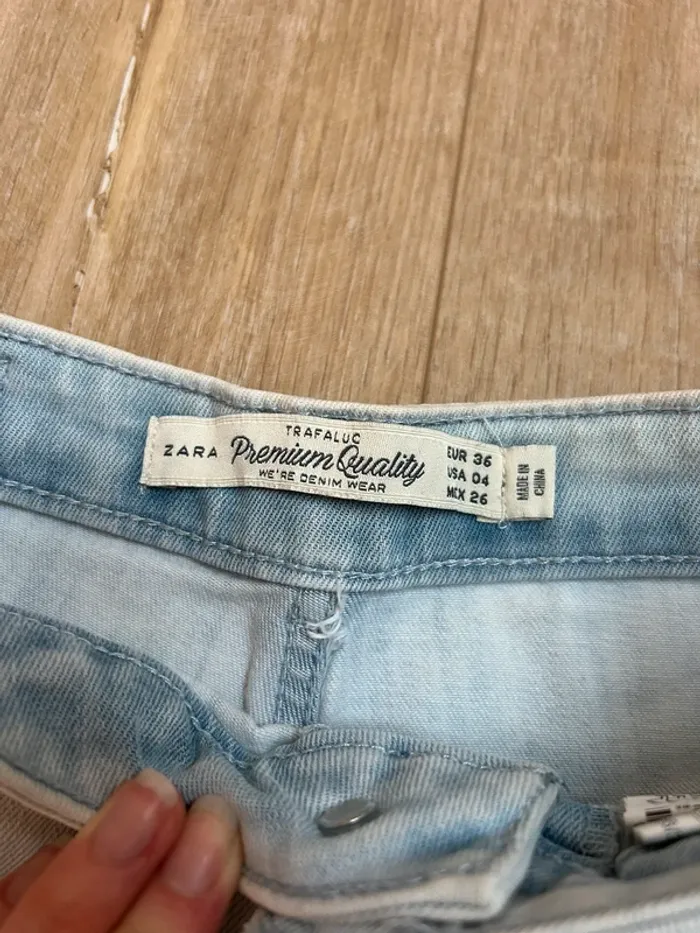 TRAFALUC
ZARA Premium Quality
WE'RE DENIM WEAR
EUR 36
USA 04
MEX 26
MADE IN
CHINA